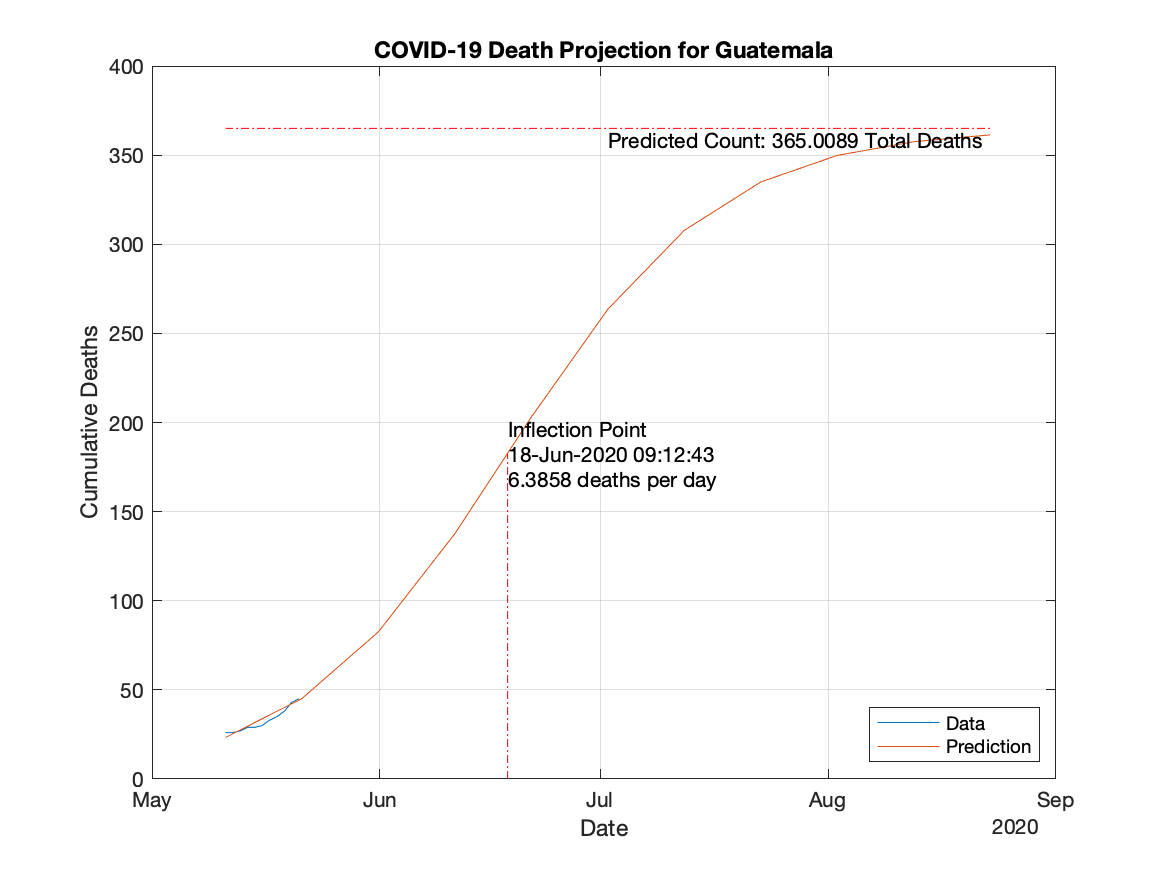 COVID-19 Death Projection for Guatemala
400
350
300
250
200
150
100
50
0
Cumulative Deaths
Predicted Count: 365.0089 Total Deaths
Inflection Point
18-Jun-2020 09:12:43
6.3858 deaths per day
Data
Prediction
May
Jun
Jul
Aug
Sep
Date
2020